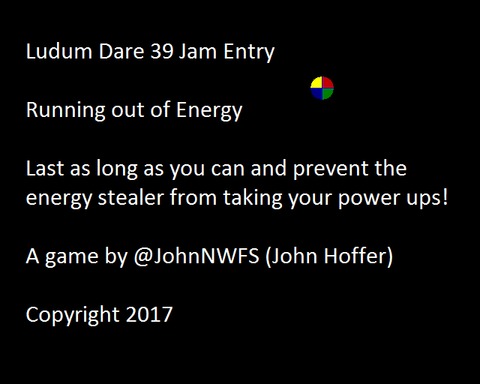 Ludum Dare 39 Jam Entry
Running out of Energy
Last as long as you can and prevent the
energy stealer from taking your power ups!
A game by @JohnNWFS (John Hoffer)
Copyright 2017